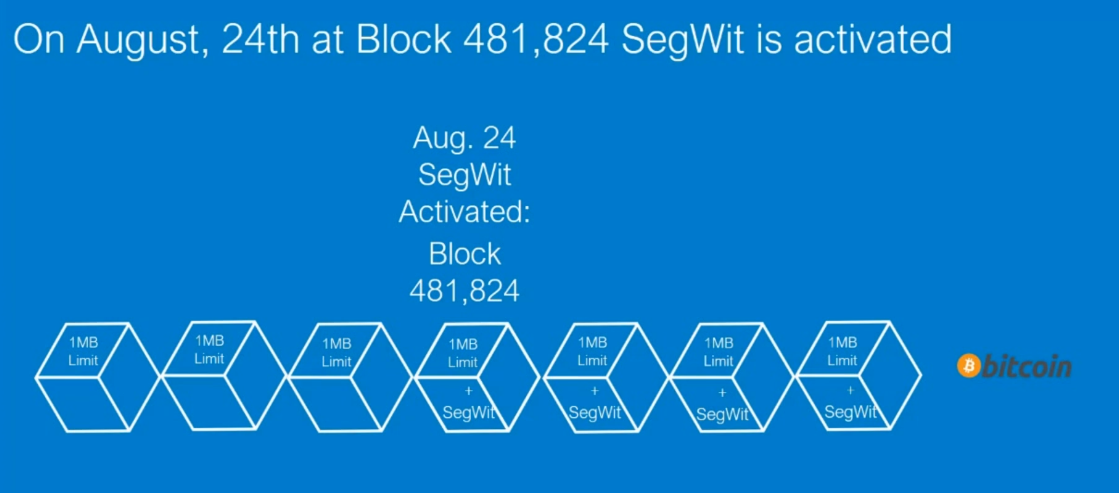 On August, 24th at Block 481,824 SegWit is activated
Aug. 24
SegWit
Activated:
Block
481,824
1MB
Limit
1MB
Limit
1MB
Limit
1MB
Limit
+
SegWit
1MB
Limit
+
SegWit
1MB
Limit
+
SegWit
1MB
Limit
+
SegWit
bitcoin